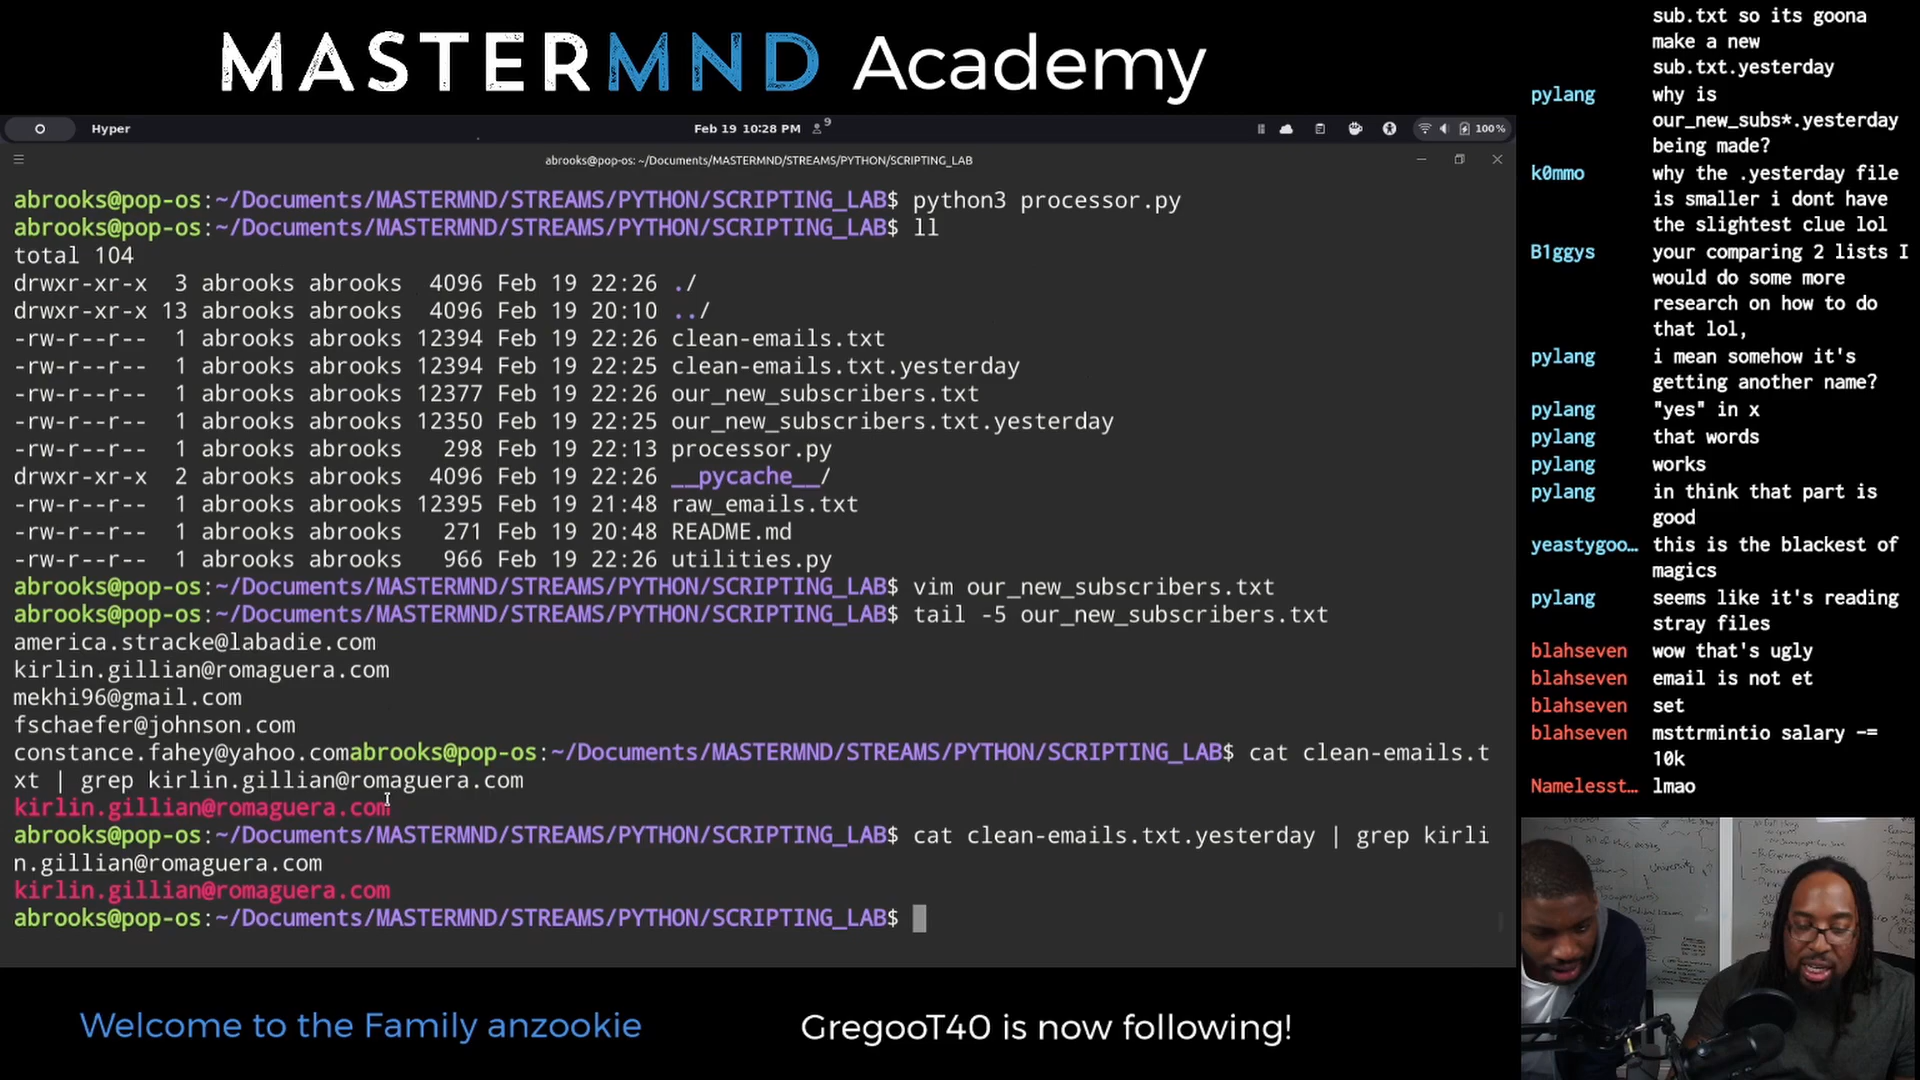 MASTERMND Academy
Hyper
Feb 19 10:28 PM
9
100%
abrooks@pop-os: ~/Documents/MASTERMND/STREAMS/PYTHON/SCRIPTING_LAB
abrooks@pop-os:~/Documents/MASTERMND/STREAMS/PYTHON/SCRIPTING_LAB$ python3 processor.py
abrooks@pop-os:~/Documents/MASTERMND/STREAMS/PYTHON/SCRIPTING_LAB$ ll
total 104
drwxr-xr-x  3 abrooks abrooks  4096 Feb 19 22:26 ./
drwxr-xr-x 13 abrooks abrooks  4096 Feb 19 20:10 ../
-rw-r--r--  1 abrooks abrooks 12394 Feb 19 22:26 clean-emails.txt
-rw-r--r--  1 abrooks abrooks 12394 Feb 19 22:25 clean-emails.txt.yesterday
-rw-r--r--  1 abrooks abrooks 12377 Feb 19 22:26 our_new_subscribers.txt
-rw-r--r--  1 abrooks abrooks 12350 Feb 19 22:25 our_new_subscribers.txt.yesterday
-rw-r--r--  1 abrooks abrooks   298 Feb 19 22:13 processor.py
drwxr-xr-x  2 abrooks abrooks  4096 Feb 19 22:26 __pycache__/
-rw-r--r--  1 abrooks abrooks 12395 Feb 19 21:48 raw_emails.txt
-rw-r--r--  1 abrooks abrooks   271 Feb 19 20:48 README.md
-rw-r--r--  1 abrooks abrooks   966 Feb 19 22:26 utilities.py
abrooks@pop-os:~/Documents/MASTERMND/STREAMS/PYTHON/SCRIPTING_LAB$ vim our_new_subscribers.txt
abrooks@pop-os:~/Documents/MASTERMND/STREAMS/PYTHON/SCRIPTING_LAB$ tail -5 our_new_subscribers.txt
america.stracke@labadie.com
kirlin.gillian@romaguera.com
mekhi96@gmail.com
fschaefer@johnson.com
constance.fahey@yahoo.comabrooks@pop-os:~/Documents/MASTERMND/STREAMS/PYTHON/SCRIPTING_LAB$ cat clean-emails.t
xt | grep kirlin.gillian@romaguera.com
kirlin.gillian@romaguera.com
abrooks@pop-os:~/Documents/MASTERMND/STREAMS/PYTHON/SCRIPTING_LAB$ cat clean-emails.txt.yesterday | grep kirli
n.gillian@romaguera.com
kirlin.gillian@romaguera.com
abrooks@pop-os:~/Documents/MASTERMND/STREAMS/PYTHON/SCRIPTING_LAB$
sub.txt so its goona
make a new
sub.txt.yesterday
pylang why is
our_new_subs*.yesterday
being made?
k0mmo why the .yesterday file
is smaller i dont have
the slightest clue lol
B1ggys your comparing 2 lists I
would do some more
research on how to do
that lol,
pylang i mean somehow it's
getting another name?
pylang "yes" in x
pylang that words
pylang works
pylang in think that part is
good
yeastygoo… this is the blackest of
magics
pylang seems like it's reading
stray files
blahseven wow that's ugly
blahseven email is not et
blahseven set
blahseven msttrmintio salary -=
10k
Namelesst… lmao
Welcome to the Family anzookie
GregooT40 is now following!